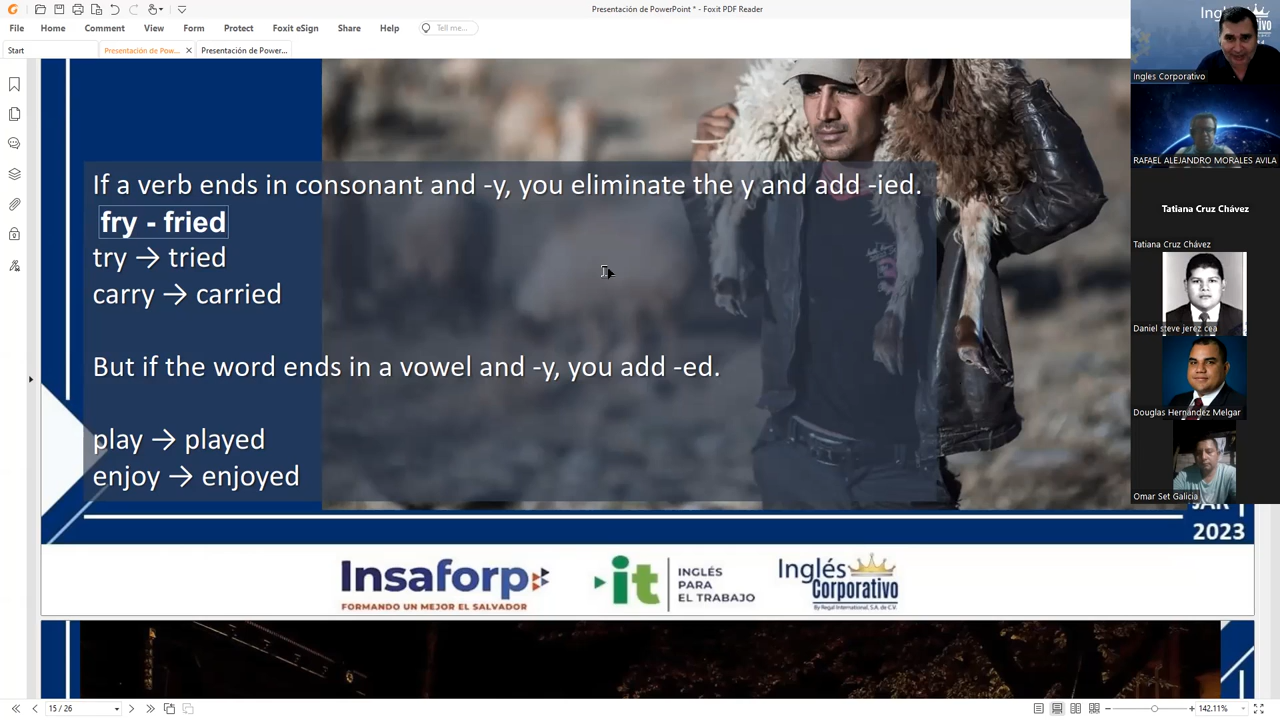 Presentación de PowerPoint * - Foxit PDF Reader
File Home Comment View Form Protect Foxit eSign Share Help Tell me...
Start Presentación de Pow... Presentación de Power...
If a verb ends in consonant and -y, you eliminate the y and add -ied.
fry - fried
try → tried
carry → carried
But if the word ends in a vowel and -y, you add -ed.
play → played
enjoy → enjoyed
2023
Insaforp
FORMANDO UN MEJOR EL SALVADOR
it
INGLÉS
PARA
EL TRABAJO
Inglés
Corporativo
By Regal International, S.A. de C.V.
Ingles Corporativo
RAFAEL ALEJANDRO MORALES AVILA
Tatiana Cruz Chávez
Tatiana Cruz Chávez
Daniel steve jerez cea
Douglas Hernández Melgar
Omar Set Galicia
15 / 26
142.11%